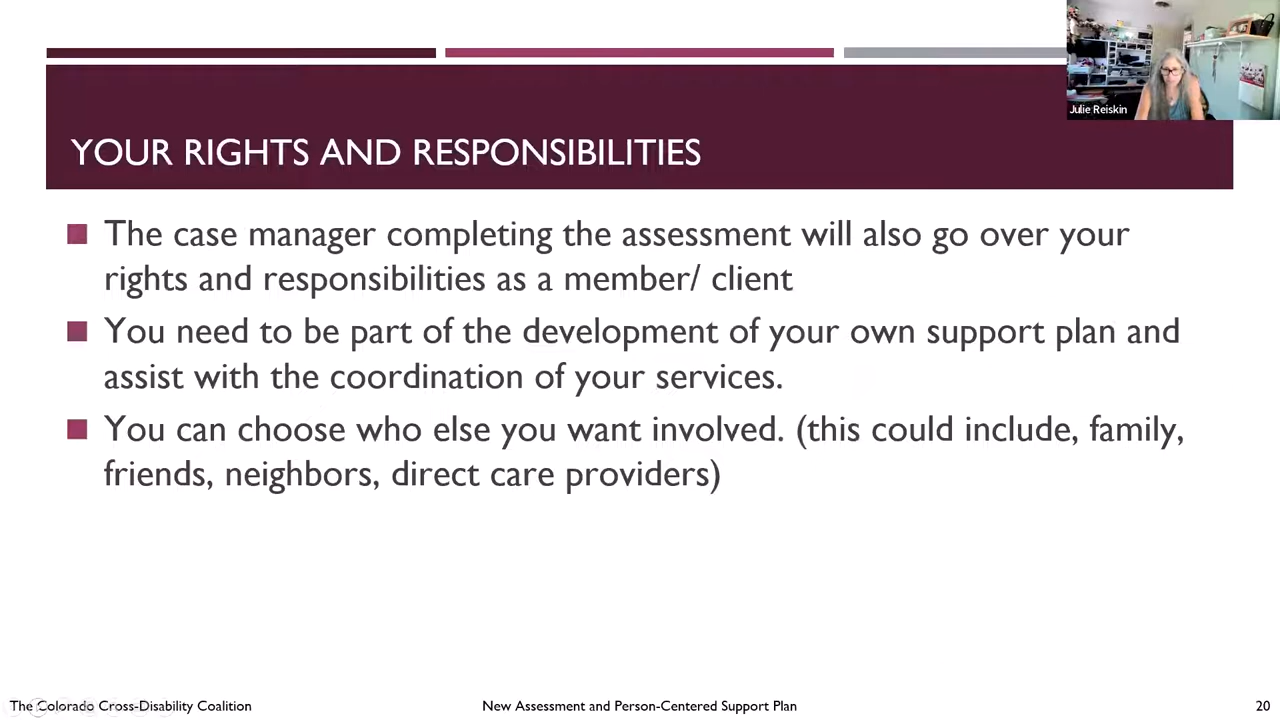 Julie Reiskin
YOUR RIGHTS AND RESPONSIBILITIES
The case manager completing the assessment will also go over your
rights and responsibilities as a member/ client
You need to be part of the development of your own support plan and
assist with the coordination of your services.
You can choose who else you want involved. (this could include, family,
friends, neighbors, direct care providers)
The Colorado Cross-Disability Coalition
New Assessment and Person-Centered Support Plan
20